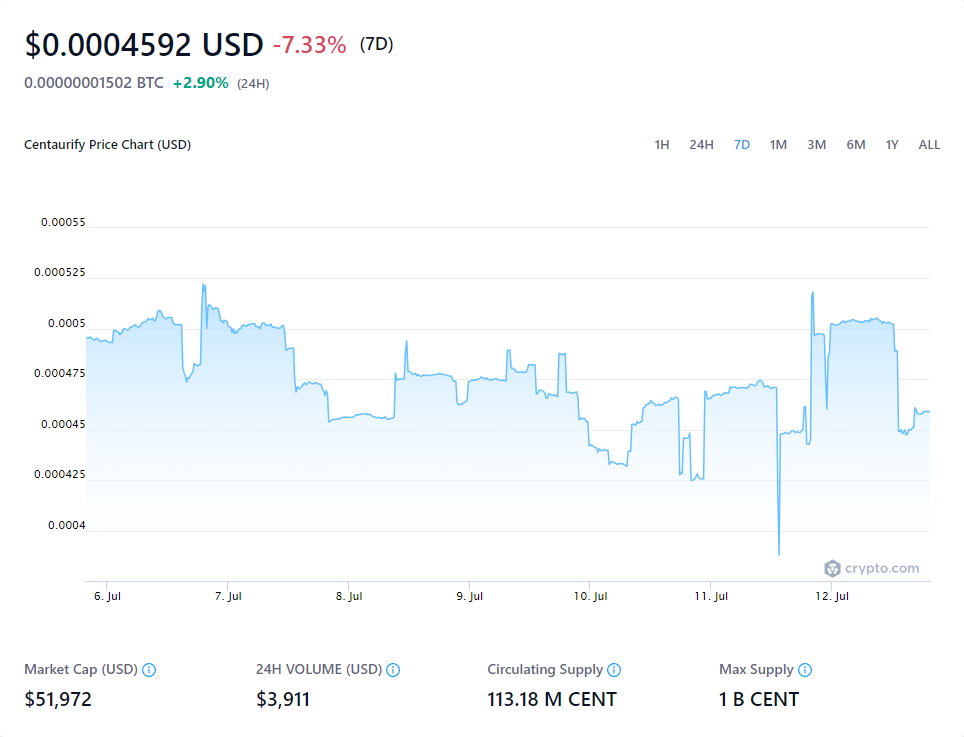 $0.0004592 USD -7.33% (7D)
0.00000001502 BTC +2.90% (24H)
Centaurify Price Chart (USD) 1H 24H 7D 1M 3M 6M 1Y ALL
0.00055
0.000525
0.0005
0.000475
0.00045
0.000425
0.0004
crypto.com
6. Jul 7. Jul 8. Jul 9. Jul 10. Jul 11. Jul 12. Jul
Market Cap (USD) 24H VOLUME (USD) Circulating Supply Max Supply
$51,972 $3,911 113.18 M CENT 1 B CENT